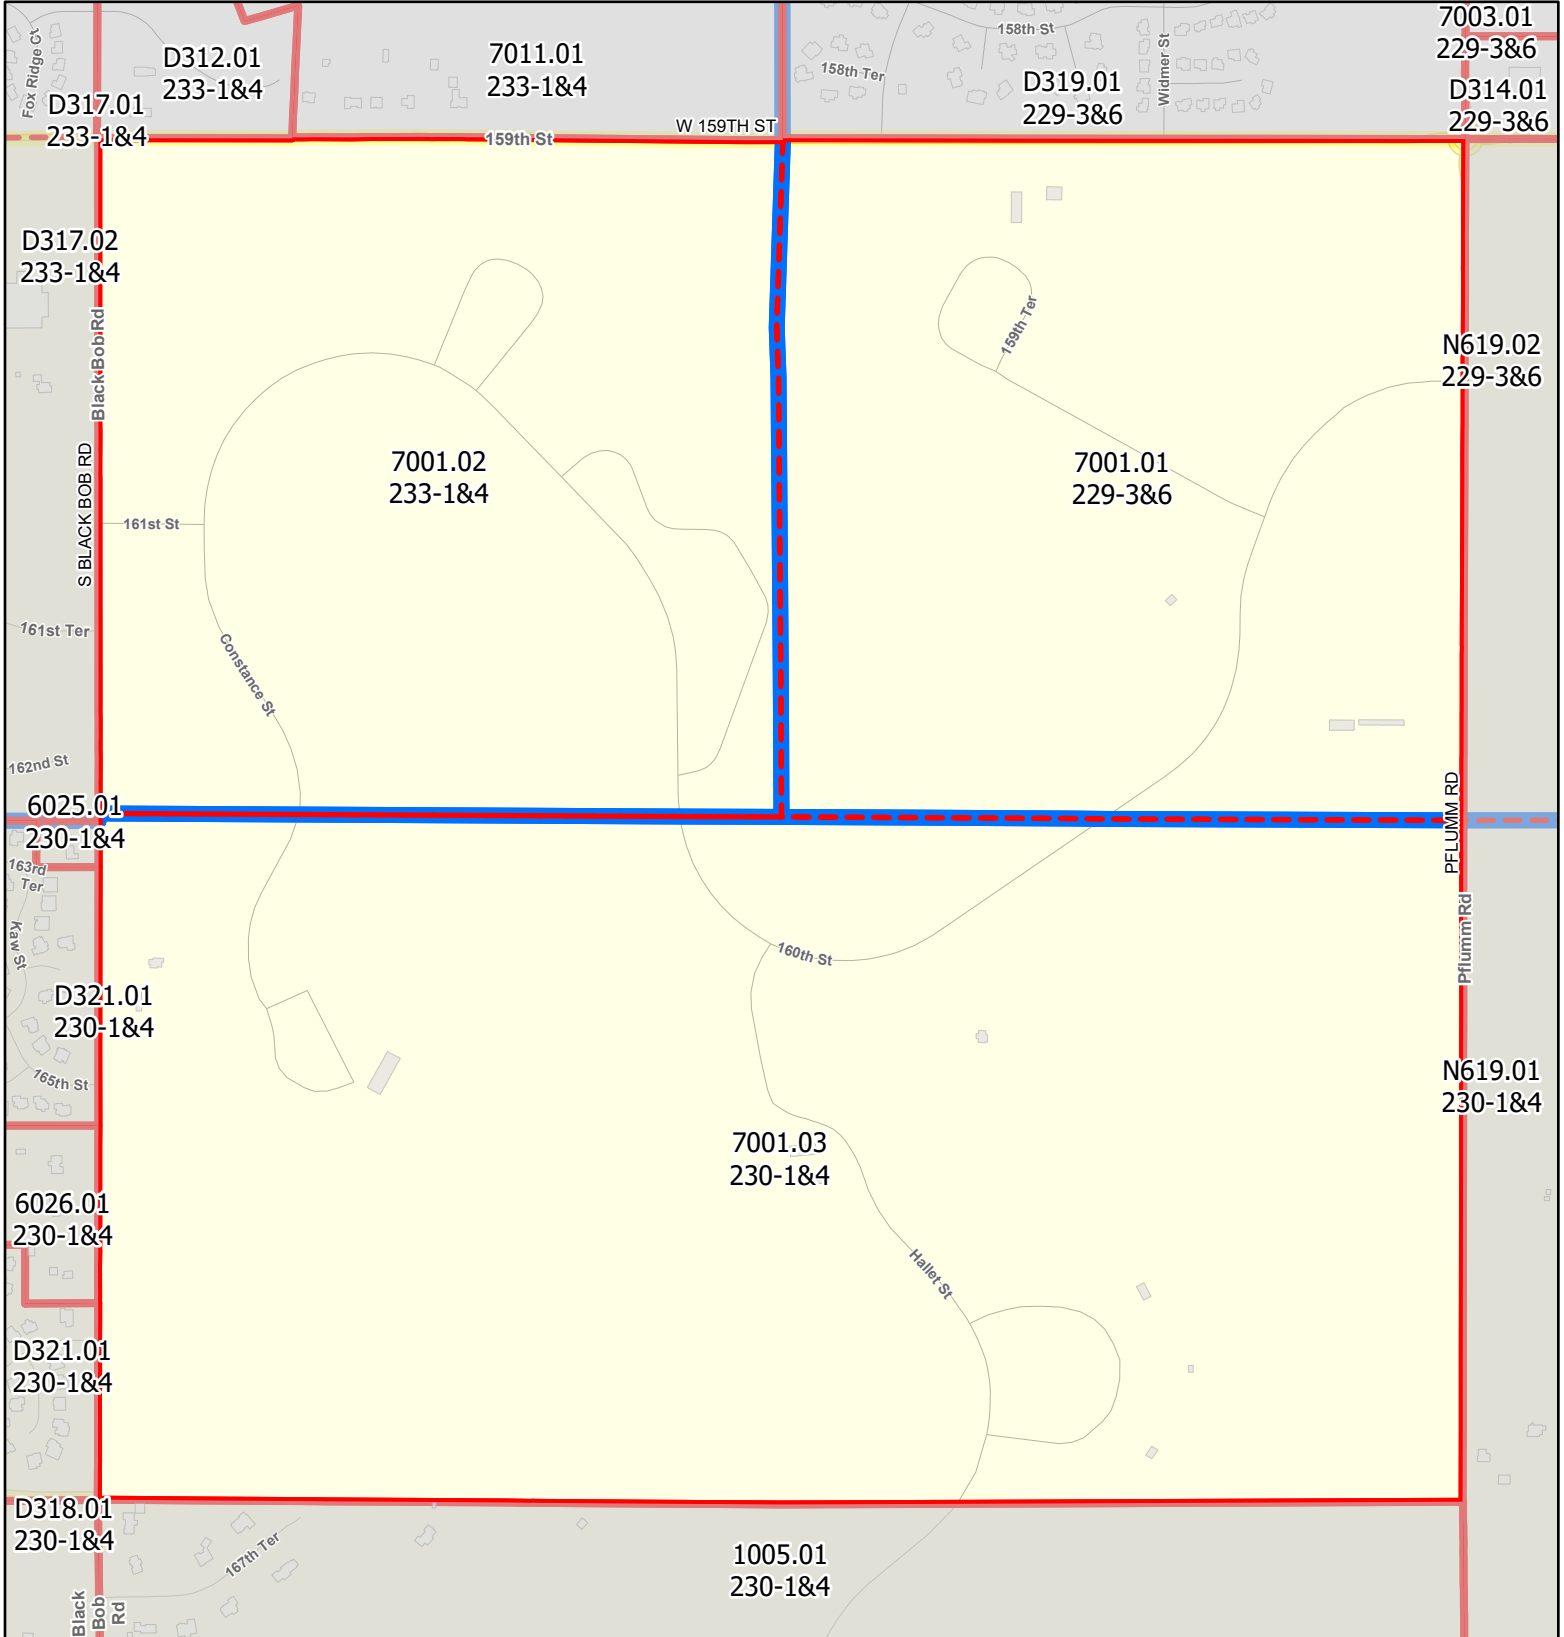 158th St
7003.01
229-3&6
Fox Ridge Ct
D312.01
233-1&4
7011.01
233-1&4
158th Ter
Widmer St
D319.01
229-3&6
D314.01
229-3&6
D317.01
233-1&4
W 159TH ST
159th St
D317.02
233-1&4
Black Bob Rd
159th Ter
N619.02
229-3&6
7001.02
233-1&4
7001.01
229-3&6
S BLACK BOB RD
161st St
161st Ter
Constance St
162nd St
6025.01
230-1&4
PFLUMM RD
163rd
Ter
Kaw St
160th St
Pflumm Rd
D321.01
230-1&4
165th St
N619.01
230-1&4
7001.03
230-1&4
6026.01
230-1&4
Hallet St
D321.01
230-1&4
D318.01
230-1&4
167th Ter
1005.01
230-1&4
Black
Bob
Rd